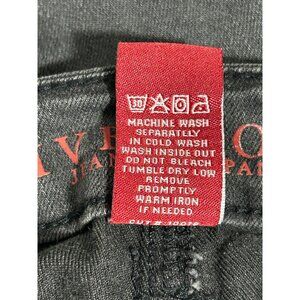 30
MACHINE WASH
SEPARATELY
IN COLD WASH
WASH INSIDE OUT
DO NOT BLEACH
TUMBLE DRY LOW
REMOVE
PROMPTLY
WARM IRON
IF NEEDED